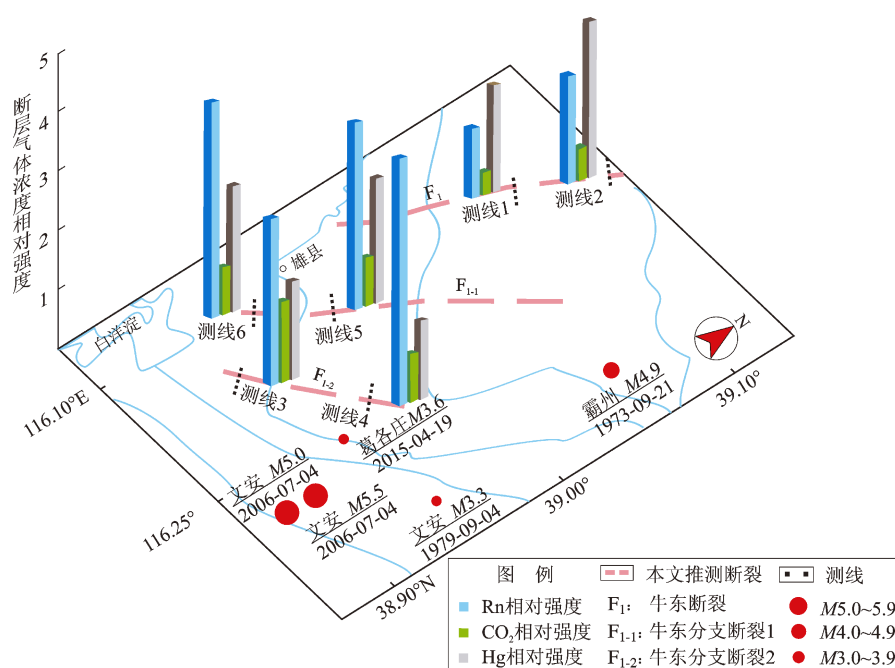 5
4
3
2
1
断层气体浓度相对强度
F1
测线1
测线2
雄县
F1-1
白洋淀
测线6
测线5
N
F1-2
测线3
测线4
116.10°E
116.25°
39.10°
39.00°
38.90°N
霸州 M4.9
1973-09-21
葛各庄M3.6
2015-04-19
文安 M5.0
2006-07-04
文安 M5.5
2006-07-04
文安 M3.3
1979-09-04
图 例
本文推测断裂
测线
Rn相对强度
F1: 牛东断裂
M5.0~5.9
CO2相对强度
F1-1: 牛东分支断裂1
M4.0~4.9
Hg相对强度
F1-2: 牛东分支断裂2
M3.0~3.9